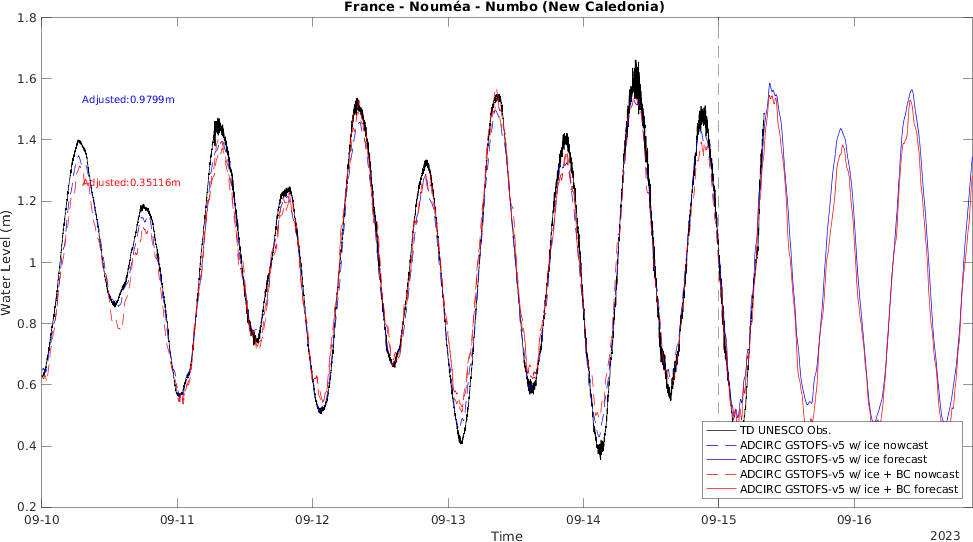 France - Nouméa - Numbo (New Caledonia)
1.8
1.6
1.4
1.2
1
0.8
0.6
0.4
0.2
Water Level (m)
Adjusted:0.9799m
Adjusted:0.35116m
TD UNESCO Obs.
ADCIRC GSTOFS-v5 w/ ice nowcast
ADCIRC GSTOFS-v5 w/ ice forecast
ADCIRC GSTOFS-v5 w/ ice + BC nowcast
ADCIRC GSTOFS-v5 w/ ice + BC forecast
09-10 09-11 09-12 09-13 09-14 09-15 09-16
Time
2023